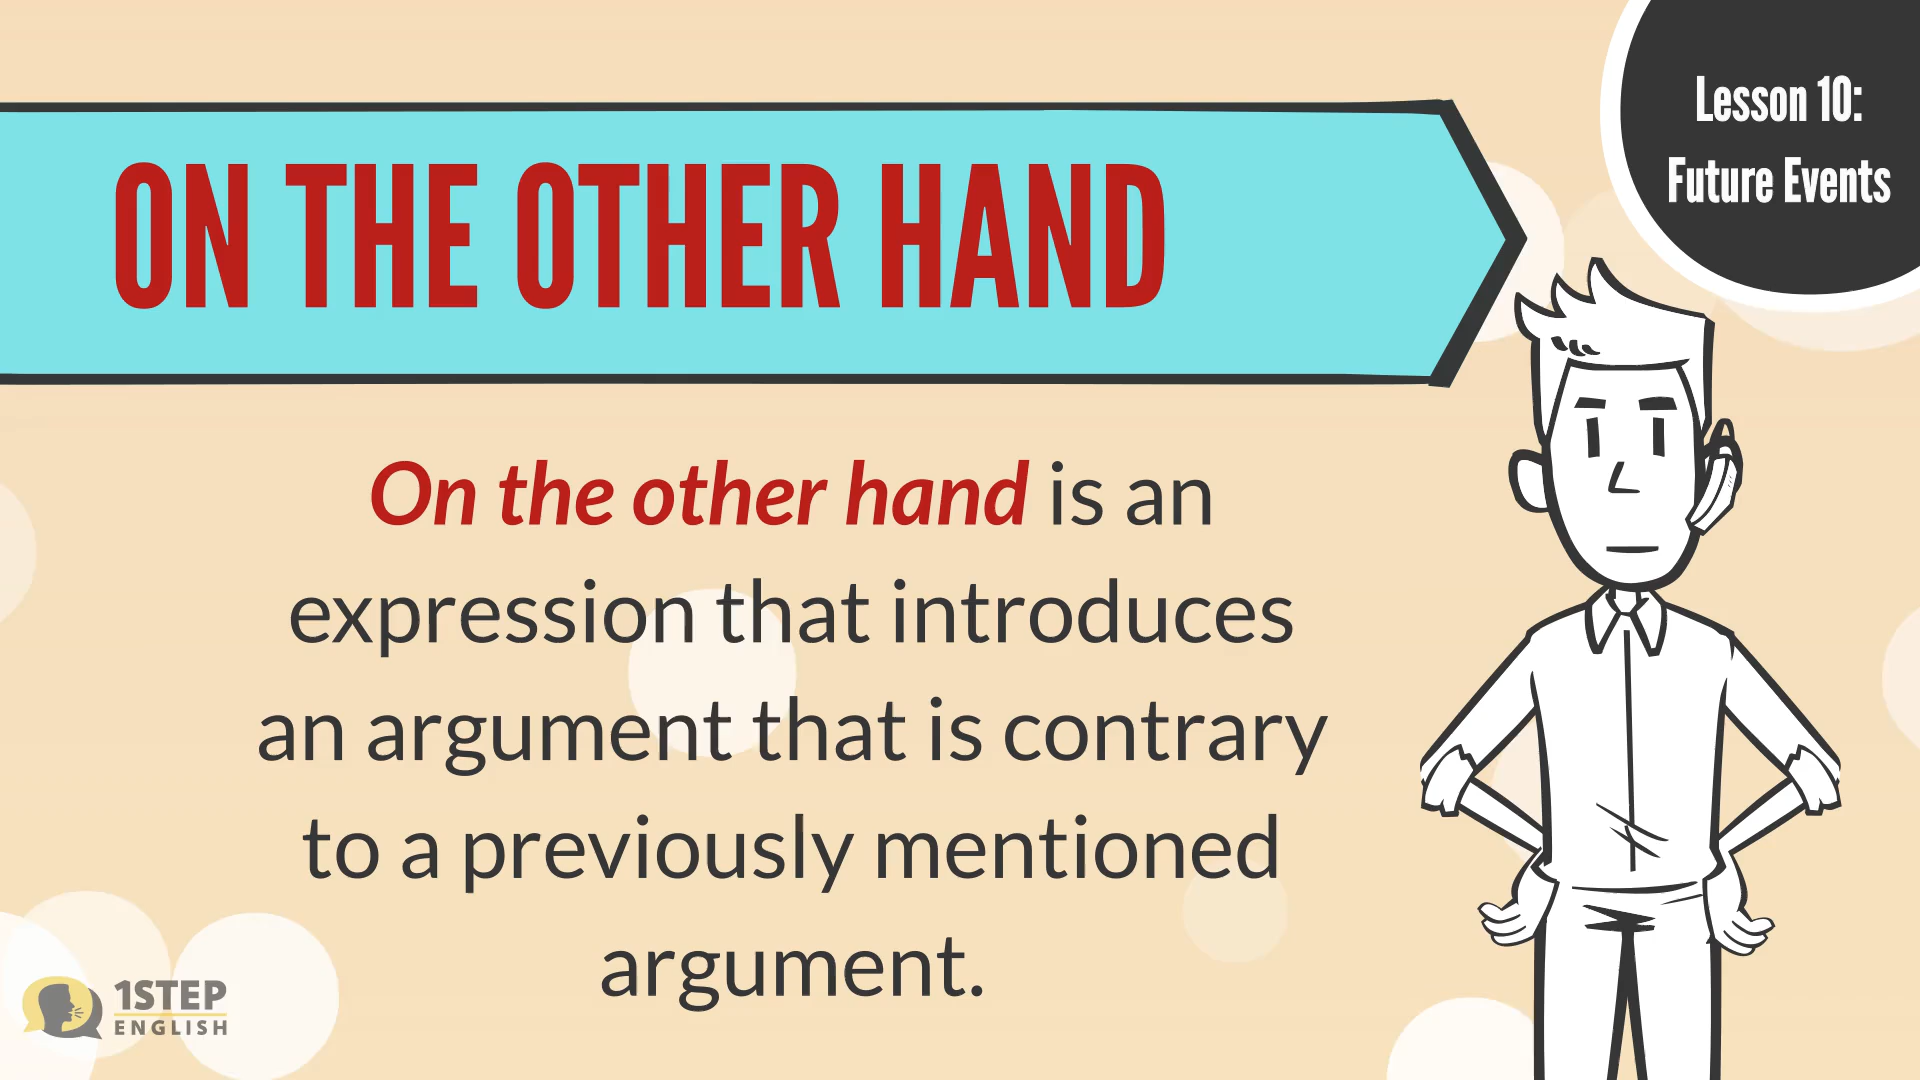 Lesson 10:
Future Events
ON THE OTHER HAND
On the other hand is an
expression that introduces
an argument that is contrary
to a previously mentioned
argument.
1STEP
ENGLISH